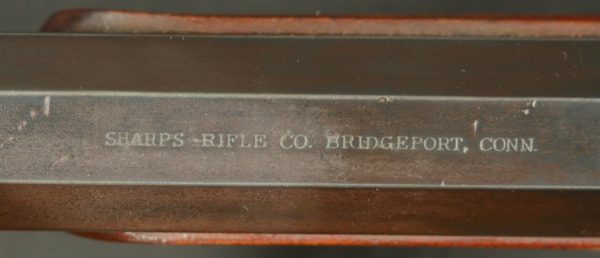 SHARPS RIFLE CO. BRIDGEPORT, CONN.